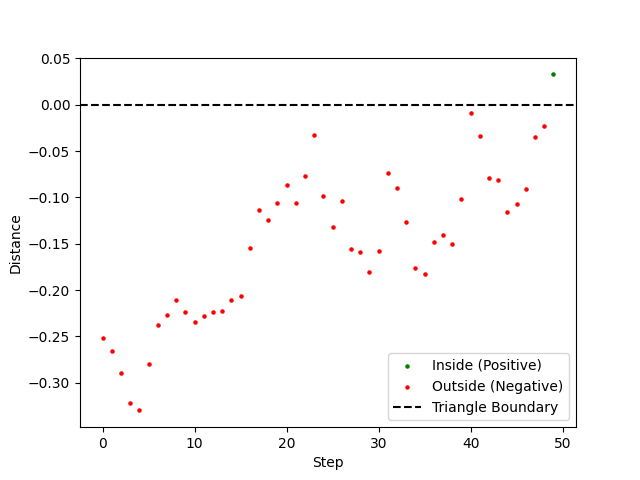 0.05
0.00
−0.05
−0.10
−0.15
−0.20
−0.25
−0.30
Distance
0 10 20 30 40 50
Step
Inside (Positive)
Outside (Negative)
Triangle Boundary